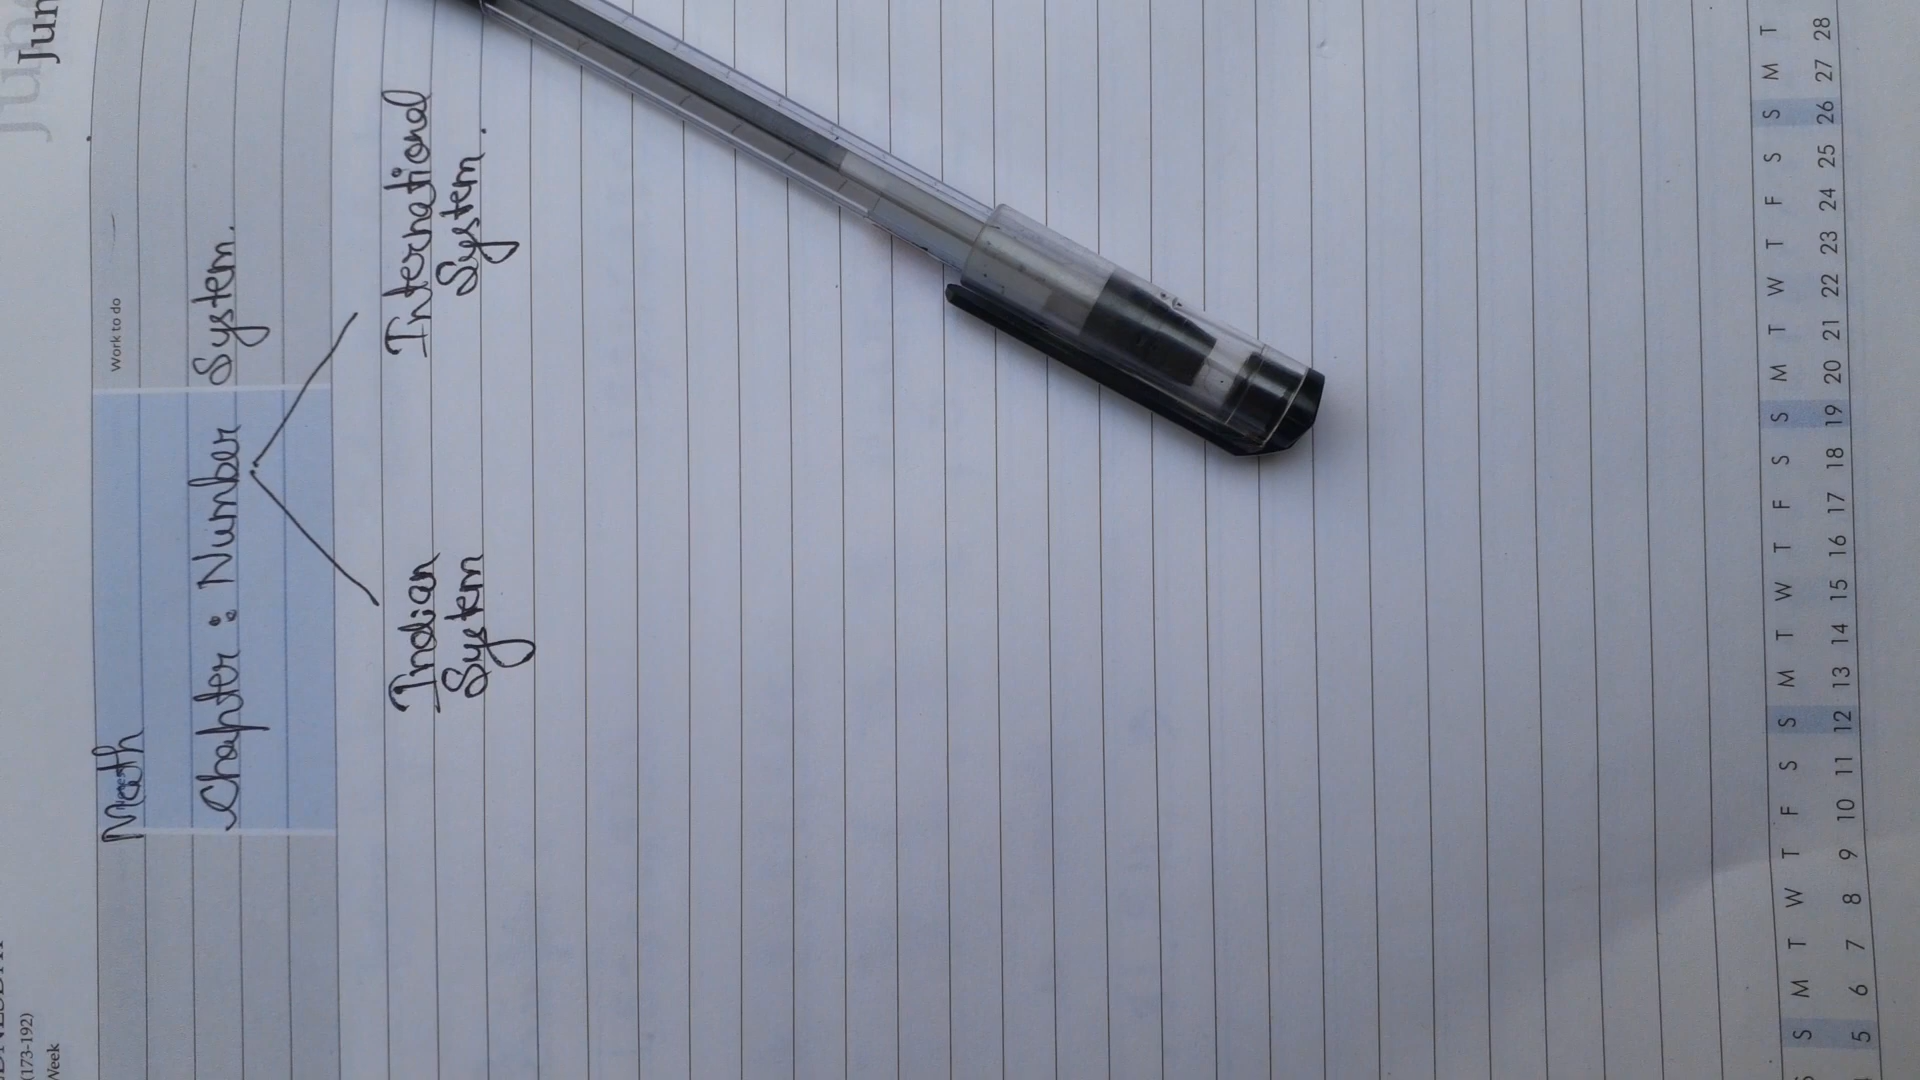 June
Jun
WEDNESDAY
(173-192)
Week
Work to do
Math
Chapter : Number System.
Indian International
System System.
S M T W T F S S M T W T F S S M T W T F S S M T
5 6 7 8 9 10 11 12 13 14 15 16 17 18 19 20 21 22 23 24 25 26 27 28